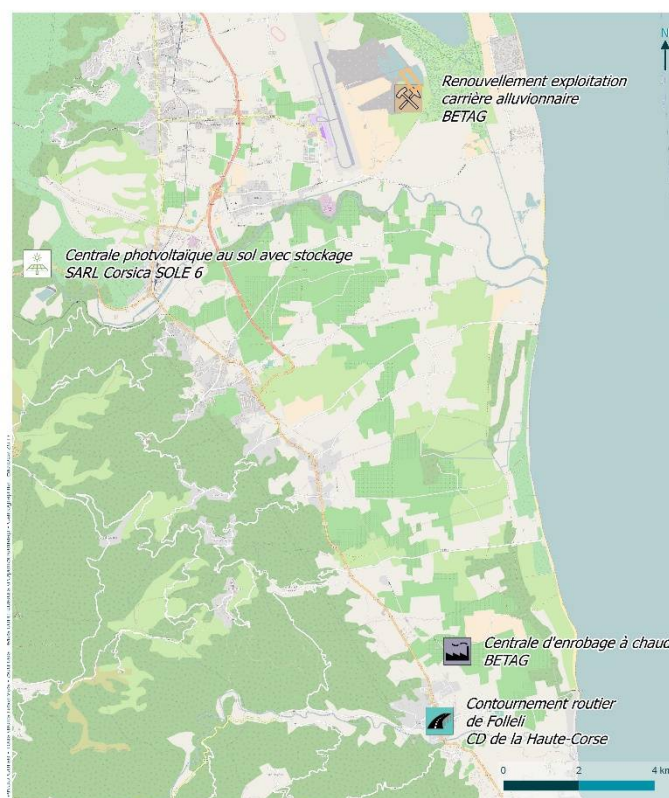 N
Renouvellement exploitation
carrière alluvionnaire
BETAG
Centrale photvoltaïque au sol avec stockage
SARL Corsica SOLE 6
Centrale d'enrobage à chaud
BETAG
Contournement routier
de Folleli
CD de la Haute-Corse
0 2 4 km